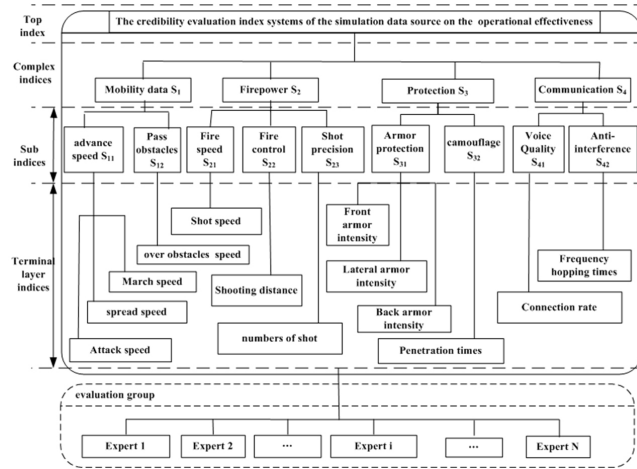 Top
index
The credibility evaluation index systems of the simulation data source on the operational effectiveness
Complex
indices
Mobility data S1
Firepower S2
Protection S3
Communication S4
Sub
indices
advance
speed S11
Pass
obstacles
S12
Fire
speed
S21
Fire
control
S22
Shot
precision
S23
Armor
protection
S31
camouflage
S32
Voice
Quality
S41
Anti-
interference
S42
Terminal
layer
indices
Shot speed
over obstacles speed
March speed
spread speed
Attack speed
Shooting distance
numbers of shot
Front
armor
intensity
Lateral armor
intensity
Back armor
intensity
Penetration times
Frequency
hopping times
Connection rate
evaluation group
Expert 1
Expert 2
...
Expert i
...
Expert N